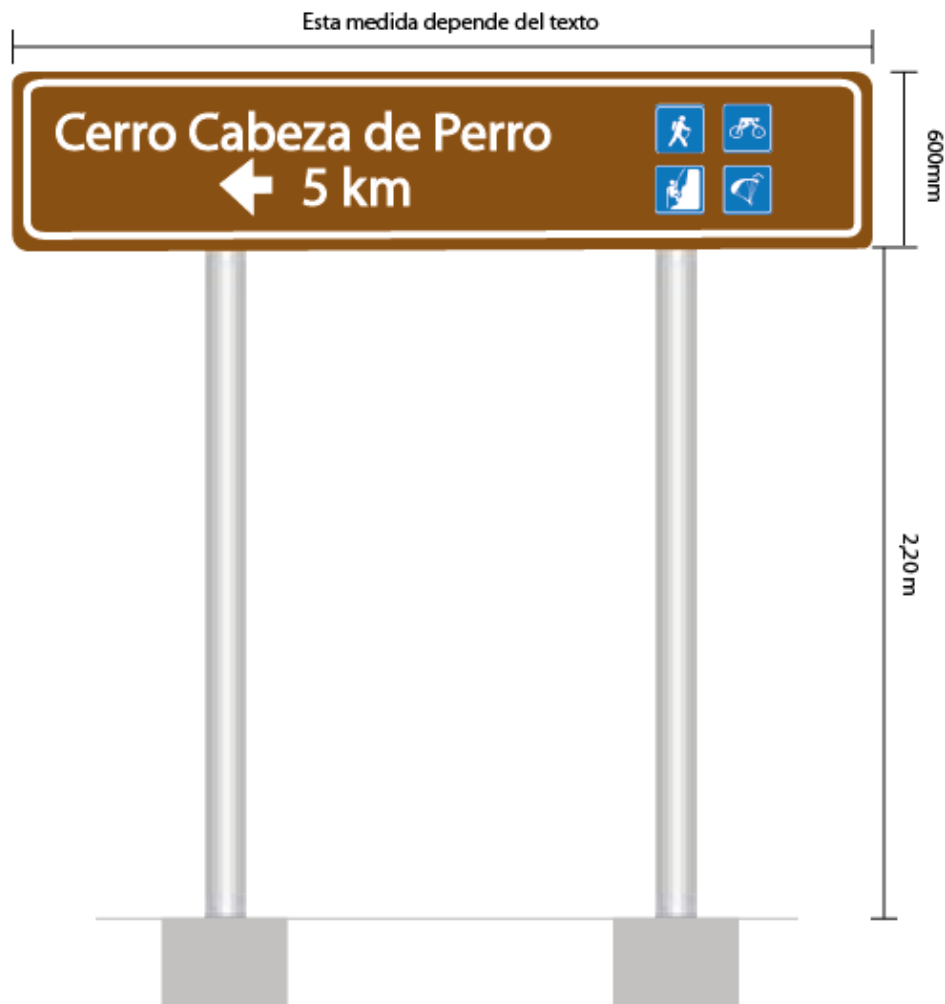 Esta medida depende del texto
Cerro Cabeza de Perro
5 km
600mm
2,20 m